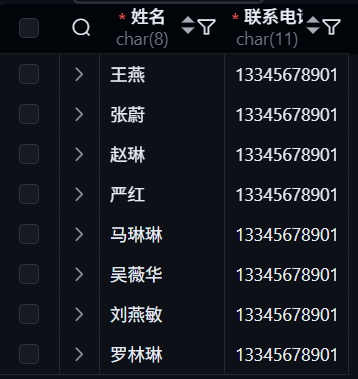 * 姓名 * 联系电
char(8) char(11)
王燕 13345678901
张蔚 13345678901
赵琳 13345678901
严红 13345678901
马琳琳 13345678901
吴薇华 13345678901
刘燕敏 13345678901
罗林琳 13345678901